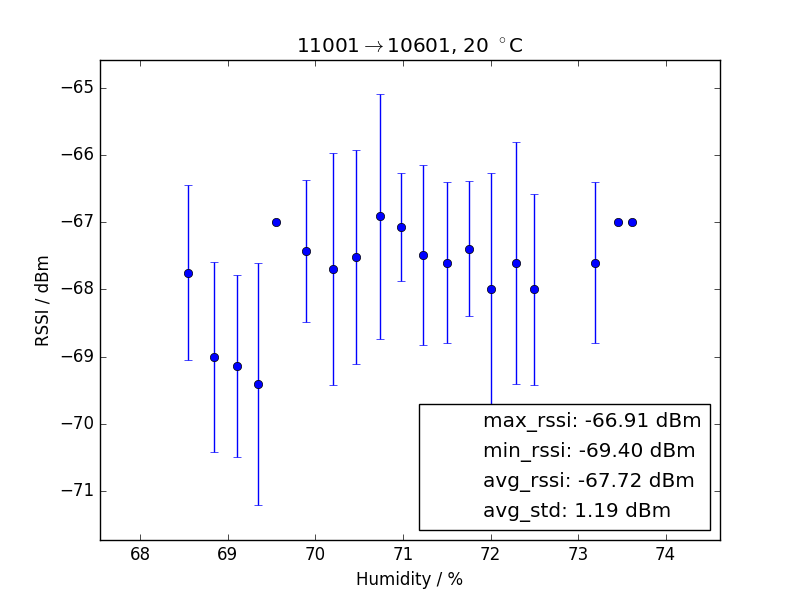 11001→10601, 20 °C
−65
−66
−67
−68
−69
−70
−71
RSSI / dBm
max_rssi: -66.91 dBm
min_rssi: -69.40 dBm
avg_rssi: -67.72 dBm
avg_std: 1.19 dBm
68 69 70 71 72 73 74
Humidity / %